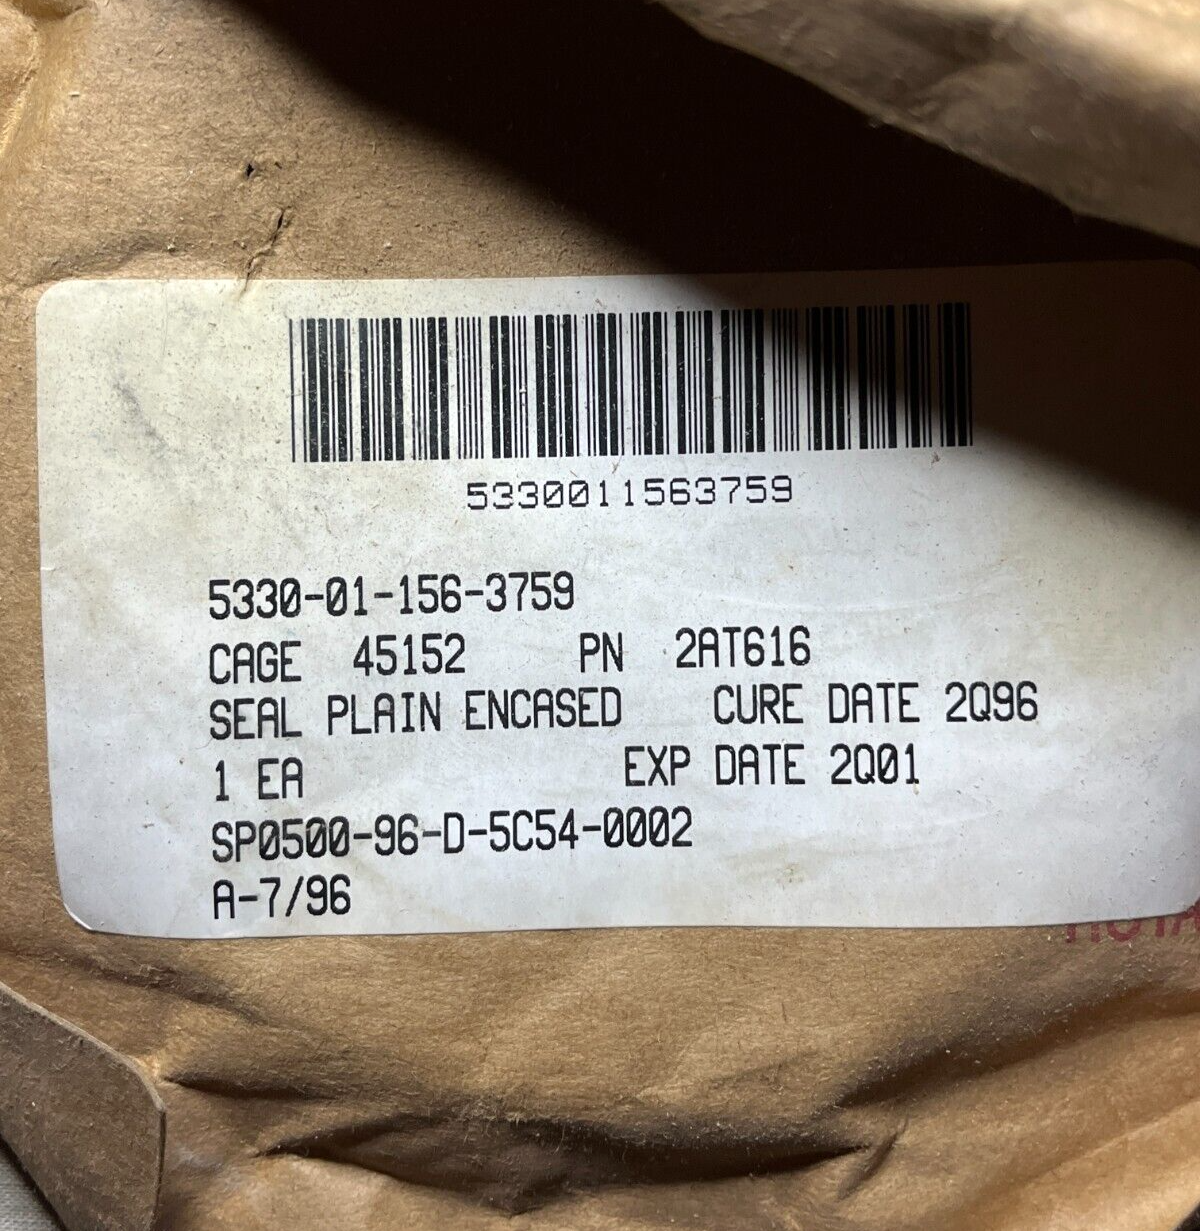 5330011563759
5330-01-156-3759
CAGE 45152 PN 2AT616
SEAL PLAIN ENCASED CURE DATE 2Q96
1 EA EXP DATE 2Q01
SP0500-96-D-5C54-0002
A-7/96